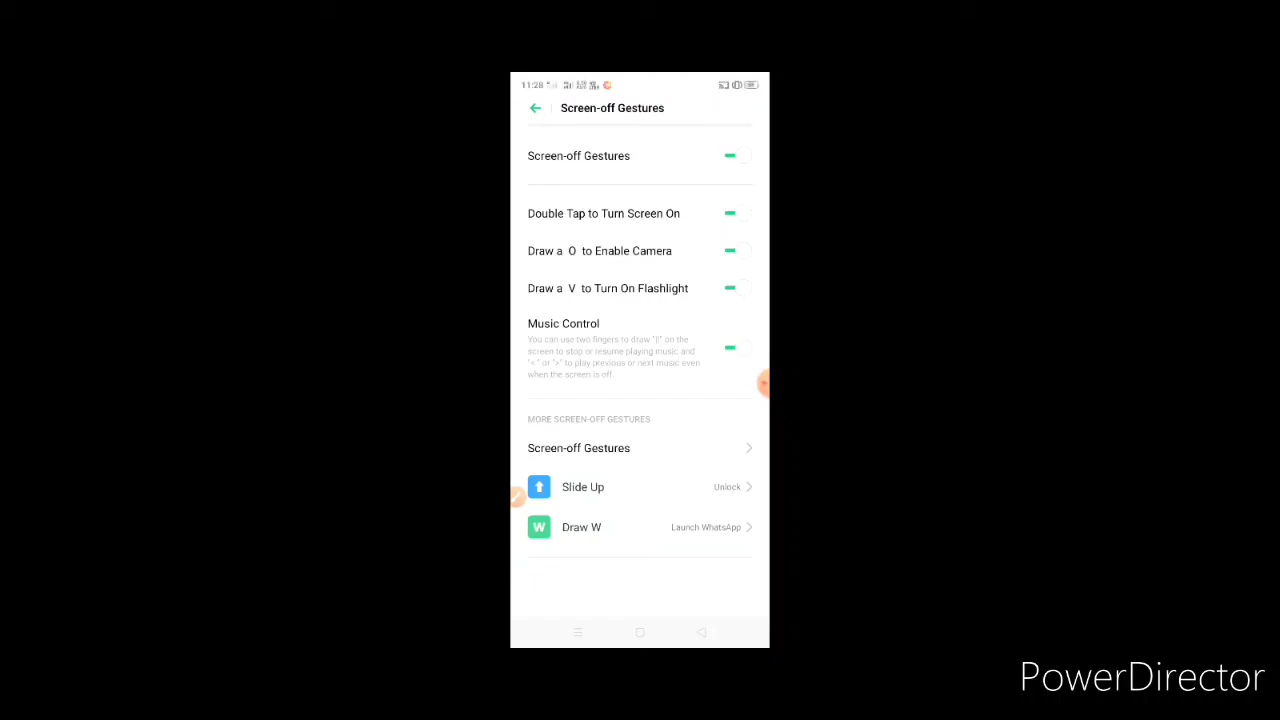 11:28
Screen-off Gestures
Screen-off Gestures
Double Tap to Turn Screen On
Draw a O to Enable Camera
Draw a V to Turn On Flashlight
Music Control
You can use two fingers to draw "||" on the
screen to stop or resume playing music and
"<" or ">" to play previous or next music even
when the screen is off.
MORE SCREEN-OFF GESTURES
Screen-off Gestures
Slide Up Unlock
W Draw W Launch WhatsApp
PowerDirector